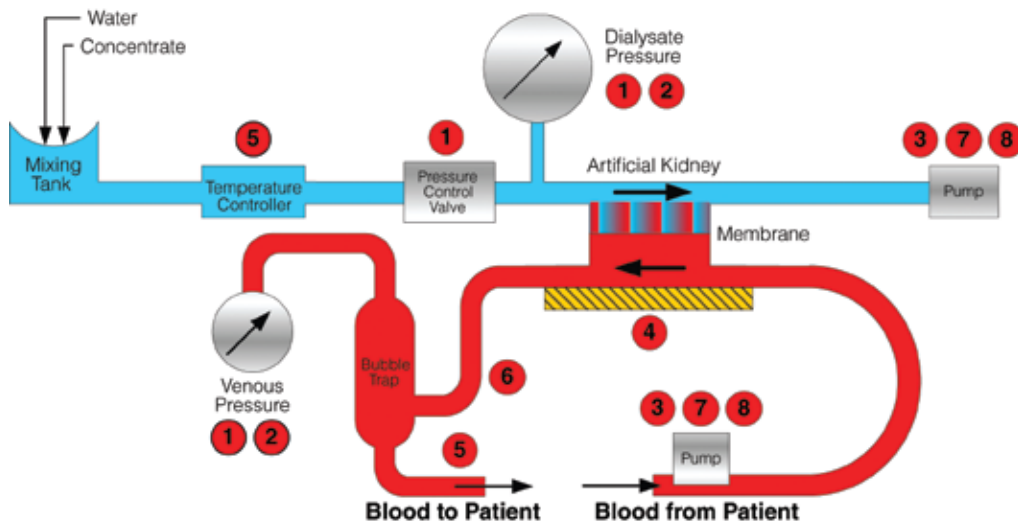 Water
Concentrate
Mixing
Tank
5
Temperature
Controller
1
Pressure
Control
Valve
Dialysate
Pressure
1 2
Artificial Kidney
3 7 8
Pump
Membrane
4
Venous
Pressure
1 2
Bubble
Trap
6
5
3 7 8
Pump
Blood to Patient
Blood from Patient